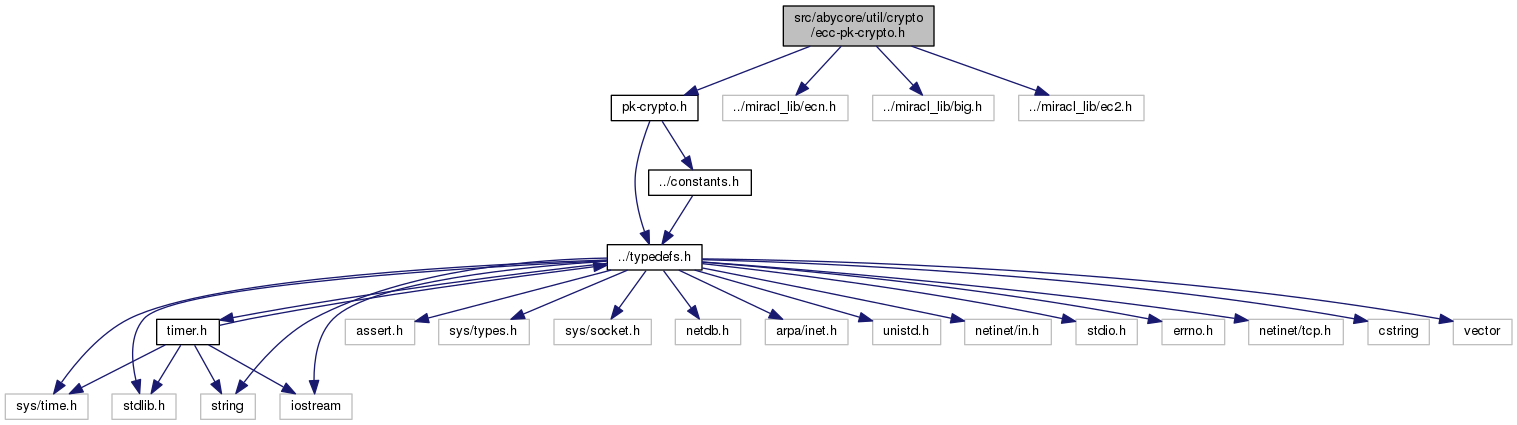 src/abycore/util/crypto
/ecc-pk-crypto.h
pk-crypto.h
../miracl_lib/ecn.h
../miracl_lib/big.h
../miracl_lib/ec2.h
../constants.h
../typedefs.h
timer.h
assert.h
sys/types.h
sys/socket.h
netdb.h
arpa/inet.h
unistd.h
netinet/in.h
stdio.h
errno.h
netinet/tcp.h
cstring
vector
sys/time.h
stdlib.h
string
iostream